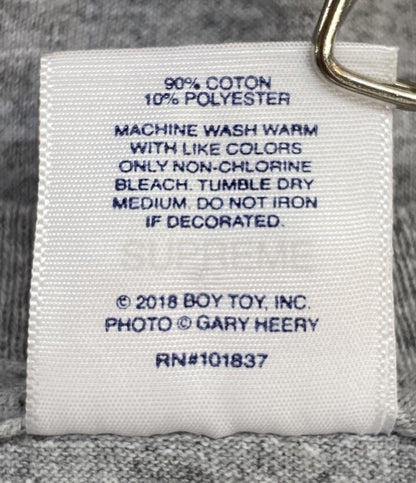 90% COTON
10% POLYESTER
MACHINE WASH WARM
WITH LIKE COLORS
ONLY NON-CHLORINE
BLEACH. TUMBLE DRY
MEDIUM. DO NOT IRON
IF DECORATED.
SUPREME
© 2018 BOY TOY, INC.
PHOTO © GARY HEERY
RN#101837